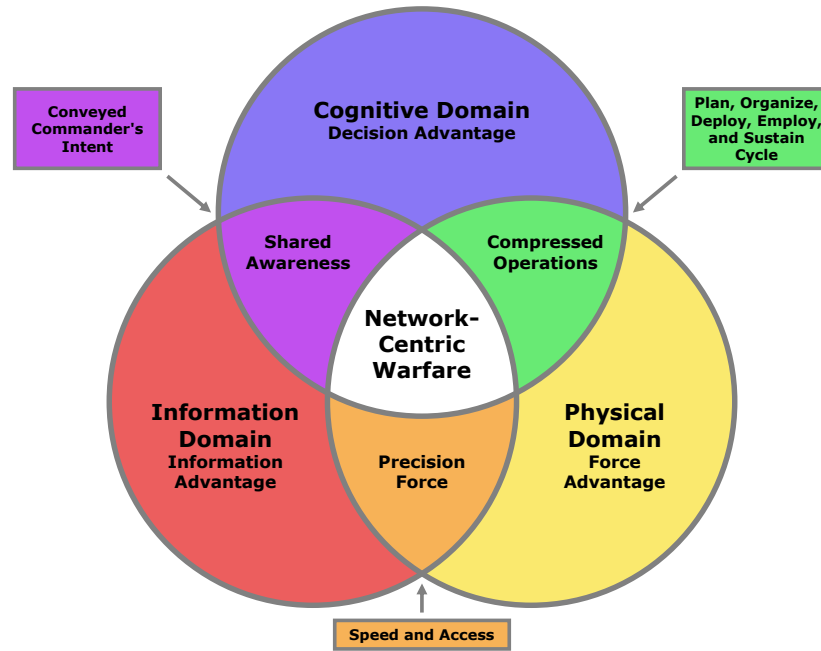 Conveyed
Commander's
Intent
Cognitive Domain
Decision Advantage
Plan, Organize,
Deploy, Employ,
and Sustain
Cycle
Shared
Awareness
Compressed
Operations
Network-
Centric
Warfare
Information
Domain
Information
Advantage
Precision
Force
Physical
Domain
Force
Advantage
Speed and Access